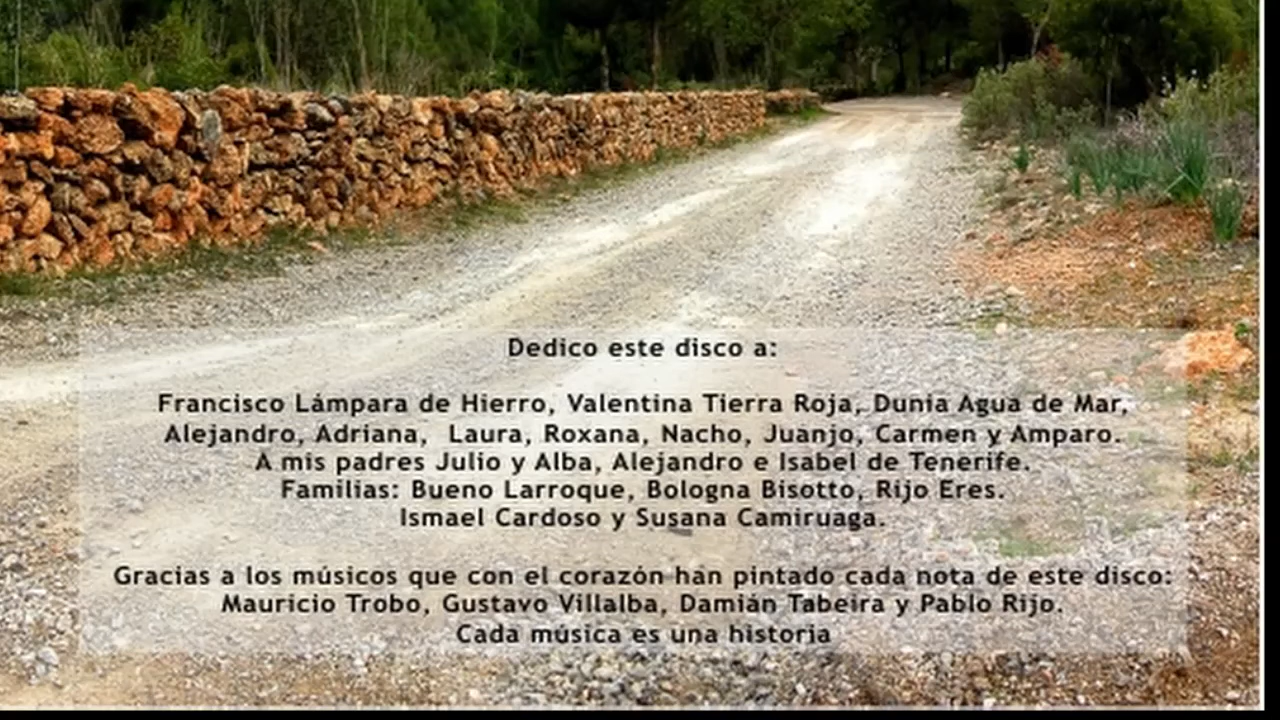 Dedico este disco a:
Francisco Lámpara de Hierro, Valentina Tierra Roja, Dunia Agua de Mar,
Alejandro, Adriana, Laura, Roxana, Nacho, Juanjo, Carmen y Amparo.
A mis padres Julio y Alba, Alejandro e Isabel de Tenerife.
Familias: Bueno Larroque, Bologna Bisotto, Rijo Eres.
Ismael Cardoso y Susana Camiruaga.
Gracias a los músicos que con el corazón han pintado cada nota de este disco:
Mauricio Trobo, Gustavo Villalba, Damián Tabeira y Pablo Rijo.
Cada música es una historia